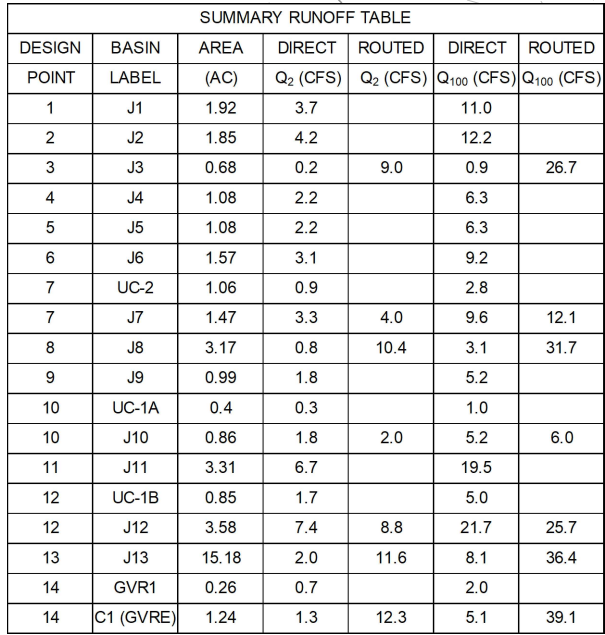 SUMMARY RUNOFF TABLE
DESIGN BASIN AREA DIRECT ROUTED DIRECT ROUTED
POINT LABEL (AC) Q2 (CFS) Q2 (CFS) Q100 (CFS) Q100 (CFS)
1 J1 1.92 3.7 11.0
2 J2 1.85 4.2 12.2
3 J3 0.68 0.2 9.0 0.9 26.7
4 J4 1.08 2.2 6.3
5 J5 1.08 2.2 6.3
6 J6 1.57 3.1 9.2
7 UC-2 1.06 0.9 2.8
7 J7 1.47 3.3 4.0 9.6 12.1
8 J8 3.17 0.8 10.4 3.1 31.7
9 J9 0.99 1.8 5.2
10 UC-1A 0.4 0.3 1.0
10 J10 0.86 1.8 2.0 5.2 6.0
11 J11 3.31 6.7 19.5
12 UC-1B 0.85 1.7 5.0
12 J12 3.58 7.4 8.8 21.7 25.7
13 J13 15.18 2.0 11.6 8.1 36.4
14 GVR1 0.26 0.7 2.0
14 C1 (GVRE) 1.24 1.3 12.3 5.1 39.1